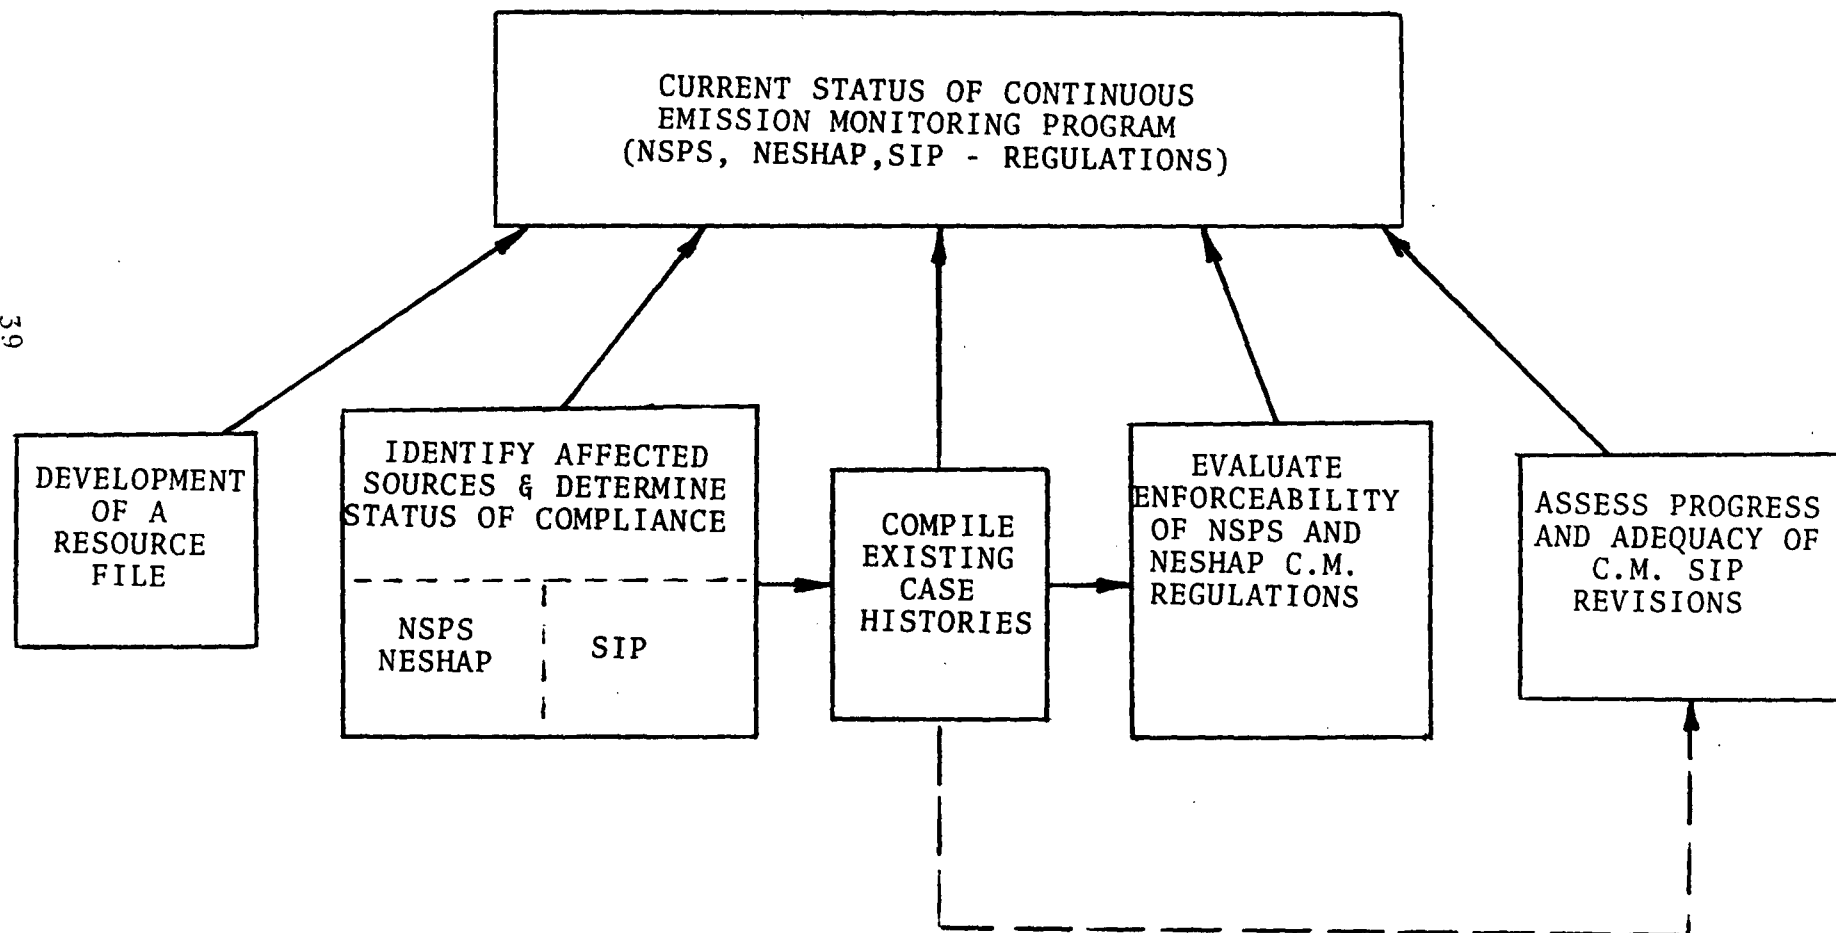 CURRENT STATUS OF CONTINUOUS
EMISSION MONITORING PROGRAM
(NSPS, NESHAP,SIP - REGULATIONS)
39
DEVELOPMENT
OF A
RESOURCE
FILE
IDENTIFY AFFECTED
SOURCES & DETERMINE
STATUS OF COMPLIANCE
NSPS
NESHAP
SIP
COMPILE
EXISTING
CASE
HISTORIES
EVALUATE
ENFORCEABILITY
OF NSPS AND
NESHAP C.M.
REGULATIONS
ASSESS PROGRESS
AND ADEQUACY OF
C.M. SIP
REVISIONS